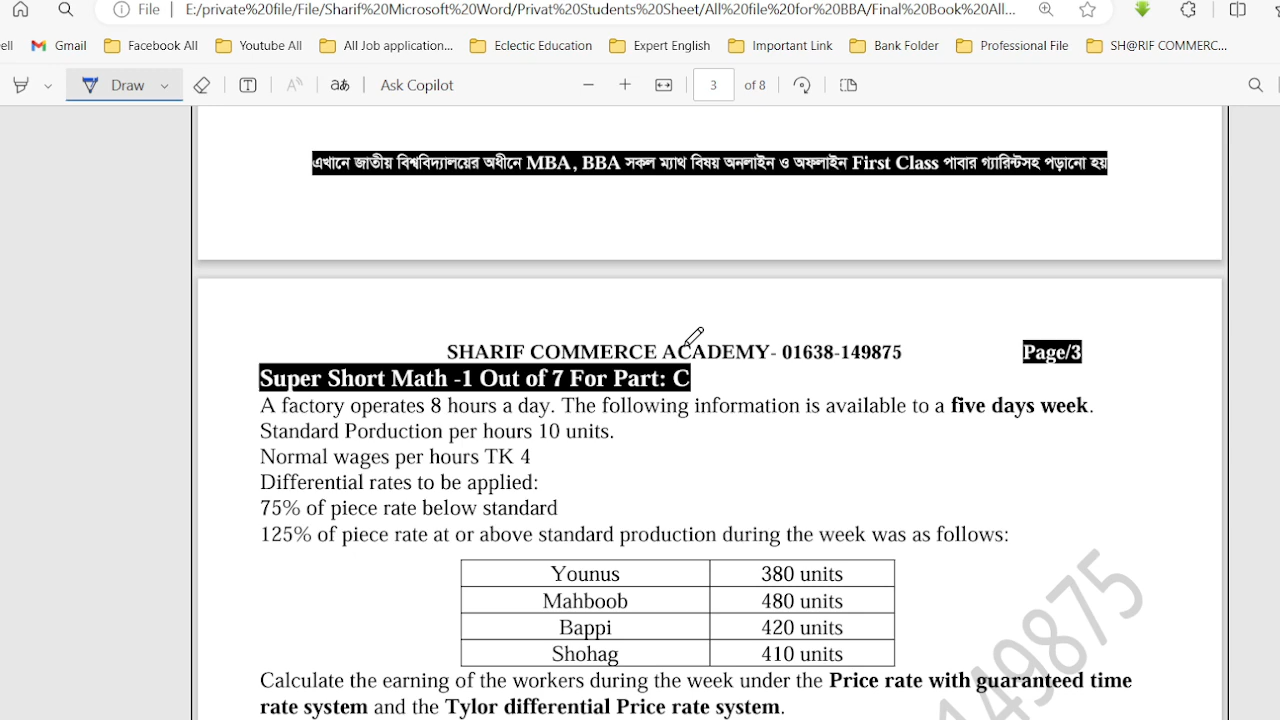 File
E:/private%20file/File/Sharif%20Microsoft%20Word/Privat%20Students%20Sheet/All%20file%20for%20BBA/Final%20Book%20All...
ell Gmail Facebook All Youtube All All Job application... Eclectic Education Expert English Important Link Bank Folder Professional File SH@RIF COMMERC...
Draw T A aあ Ask Copilot 3 of 8
এখানে জাতীয় বিশ্ববিদ্যালয়ের অধীনে MBA, BBA সকল ম্যাথ বিষয় অনলাইন ও অফলাইন First Class পাবার গ্যারিন্টিসহ পড়ানো হয়
SHARIF COMMERCE ACADEMY- 01638-149875 Page/3
Super Short Math -1 Out of 7 For Part: C
A factory operates 8 hours a day. The following information is available to a five days week.
Standard Porduction per hours 10 units.
Normal wages per hours TK 4
Differential rates to be applied:
75% of piece rate below standard
125% of piece rate at or above standard production during the week was as follows:
Younus 380 units
Mahboob 480 units
Bappi 420 units
Shohag 410 units
Calculate the earning of the workers during the week under the Price rate with guaranteed time
rate system and the Tylor differential Price rate system.
149875